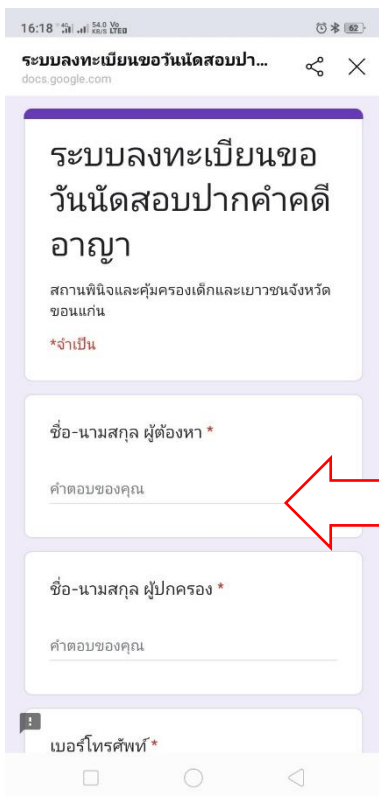 16:18 4G 54.0 KB/S Vo LTE 62
ระบบลงทะเบียนขอวันนัดสอบปา...
docs.google.com
ระบบลงทะเบียนขอ
วันนัดสอบปากคำคดี
อาญา
สถานพินิจและคุ้มครองเด็กและเยาวชนจังหวัด
ขอนแก่น
*จำเป็น
ชื่อ-นามสกุล ผู้ต้องหา *
คำตอบของคุณ
ชื่อ-นามสกุล ผู้ปกครอง *
คำตอบของคุณ
เบอร์โทรศัพท์ *